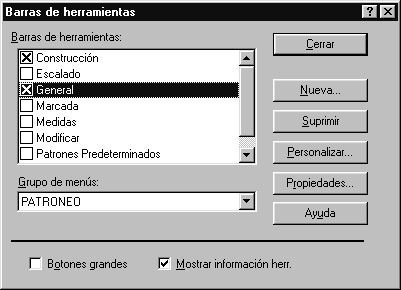 Barras de herramientas
Barras de herramientas:
Construcción
Escalado
General
Marcada
Medidas
Modificar
Patrones Predeterminados
Grupo de menús:
PATRONEO
Cerrar
Nueva...
Suprimir
Personalizar...
Propiedades...
Ayuda
Botones grandes
Mostrar información herr.